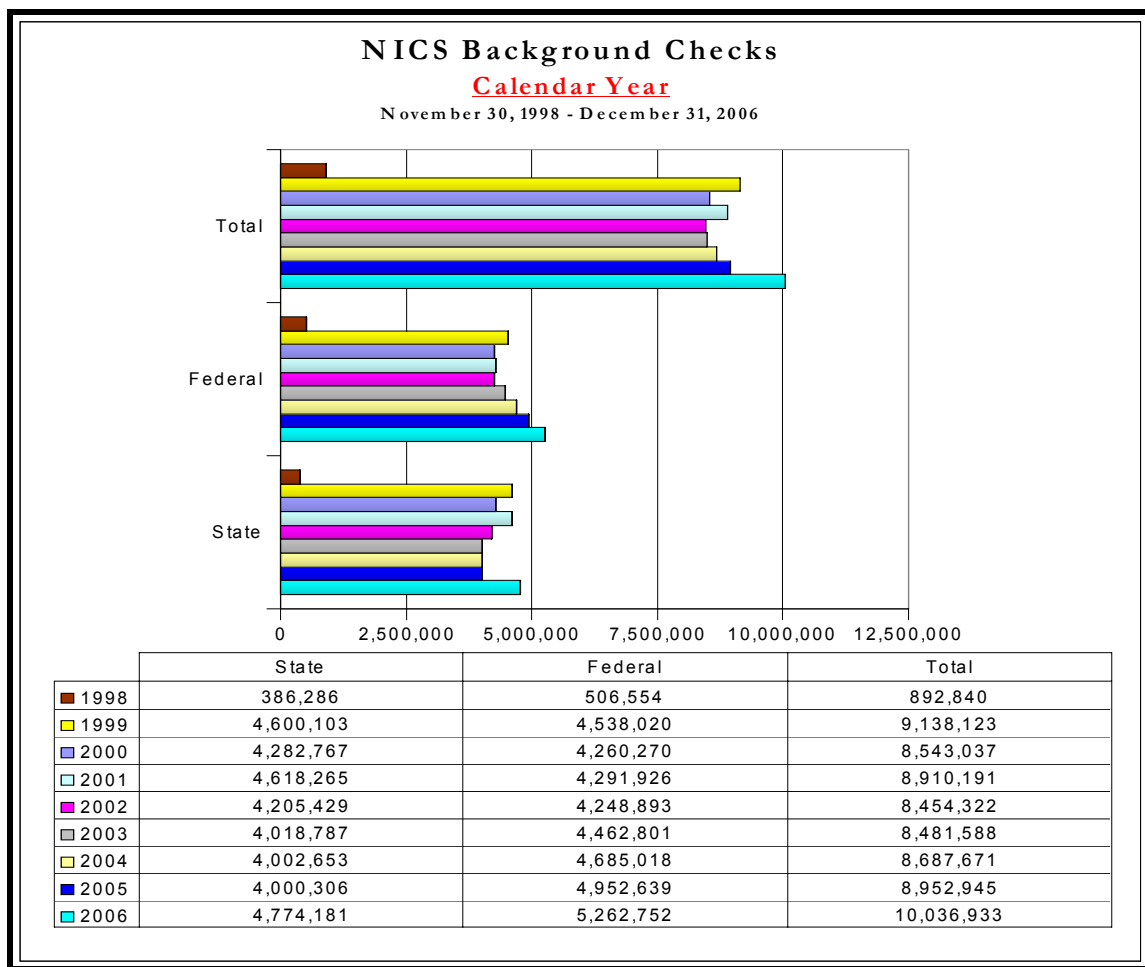 NICS Background Checks
Calendar Year
November 30, 1998 - December 31, 2006
Total
Federal
State
0 2,500,000 5,000,000 7,500,000 10,000,000 12,500,000
State Federal Total
1998 386,286 506,554 892,840
1999 4,600,103 4,538,020 9,138,123
2000 4,282,767 4,260,270 8,543,037
2001 4,618,265 4,291,926 8,910,191
2002 4,205,429 4,248,893 8,454,322
2003 4,018,787 4,462,801 8,481,588
2004 4,002,653 4,685,018 8,687,671
2005 4,000,306 4,952,639 8,952,945
2006 4,774,181 5,262,752 10,036,933